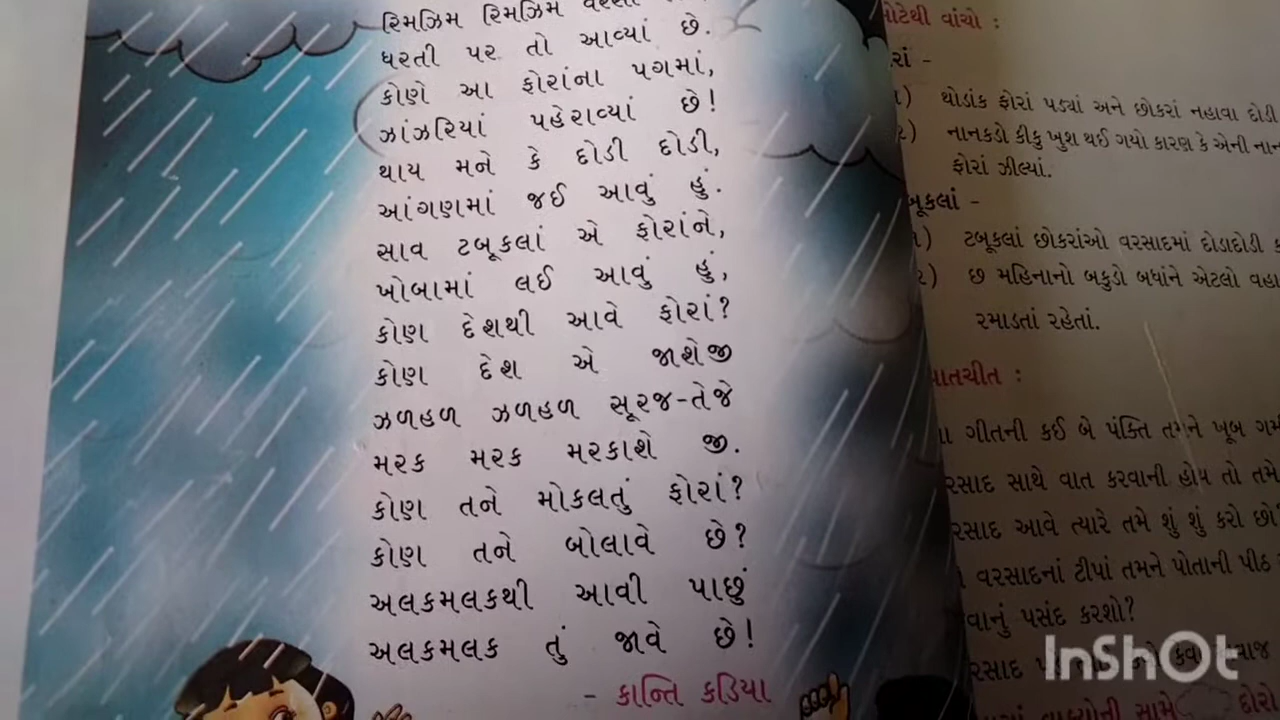 રિમઝિમ રિમઝિમ
ધરતી પર તો આવ્યાં છે.
કોણે આ ફોરાંના પગમાં,
ઝાંઝરિયાં પહેરાવ્યાં છે!
થાય મને કે દોડી દોડી,
આંગણમાં જઈ આવું હું.
સાવ ટબૂકલાં એ ફોરાંને,
ખોબામાં લઈ આવું હું,
કોણ દેશથી આવે ફોરાં?
કોણ દેશ એ જાશેજી
ઝળહળ ઝળહળ સૂરજ-તેજે
મરક મરક મરકાશે જી.
કોણ તને મોકલતું ફોરાં?
કોણ તને બોલાવે છે?
અલકમલકથી આવી પાછું
અલકમલક તું જાવે છે!
- કાન્તિ કડિયા
વાંચો :
થોડાંક ફોરાં પડ્યાં અને છોકરાં નહાવા દોડી
નાનકડો કીકુ ખુશ થઈ ગયો કારણ કે એની
ફોરાં ઝીલ્યાં.
ટબૂકલાં છોકરાંઓ વરસાદમાં દોડાદોડી
છ મહિનાનો બકુડો બધાંને એટલો
રમાડતાં રહેતાં.
ગીતની કઈ બે પંક્તિ તમને ખૂબ
સાથે વાત કરવાની હોય તો તમે
આવે ત્યારે તમે શું શું કરો છો
વરસાદનાં ટીપાં તમને પોતાની પીઠ
પસંદ કરશો?
સામે
InShOt